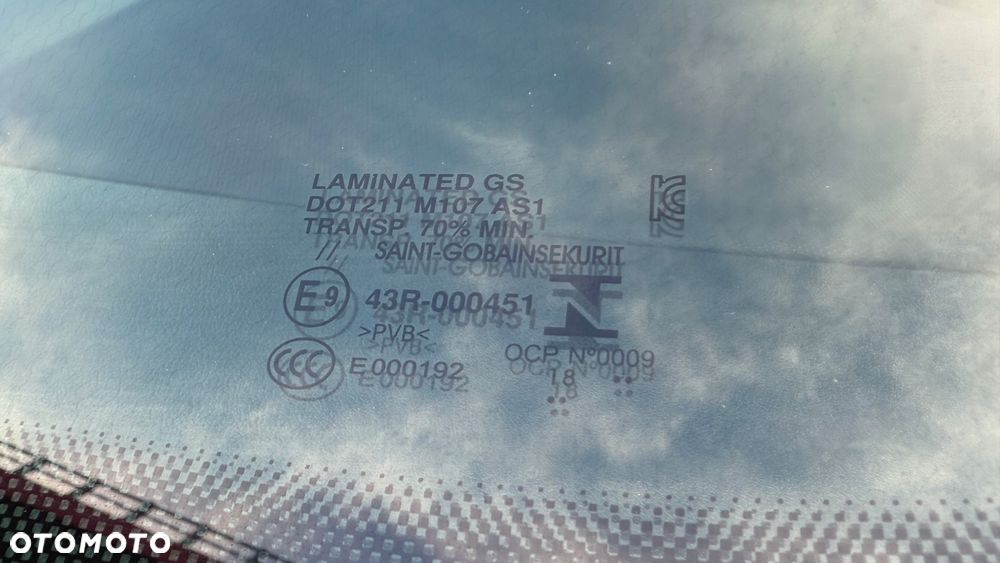 LAMINATED GS
DOT211 M107 AS1
TRANSP. 70% MIN.
SAINT-GOBAINSEKURIT
E9 43R-000451
>PVB<
CCC E000192
OCP N°0009
18
KC
OTOMOTO